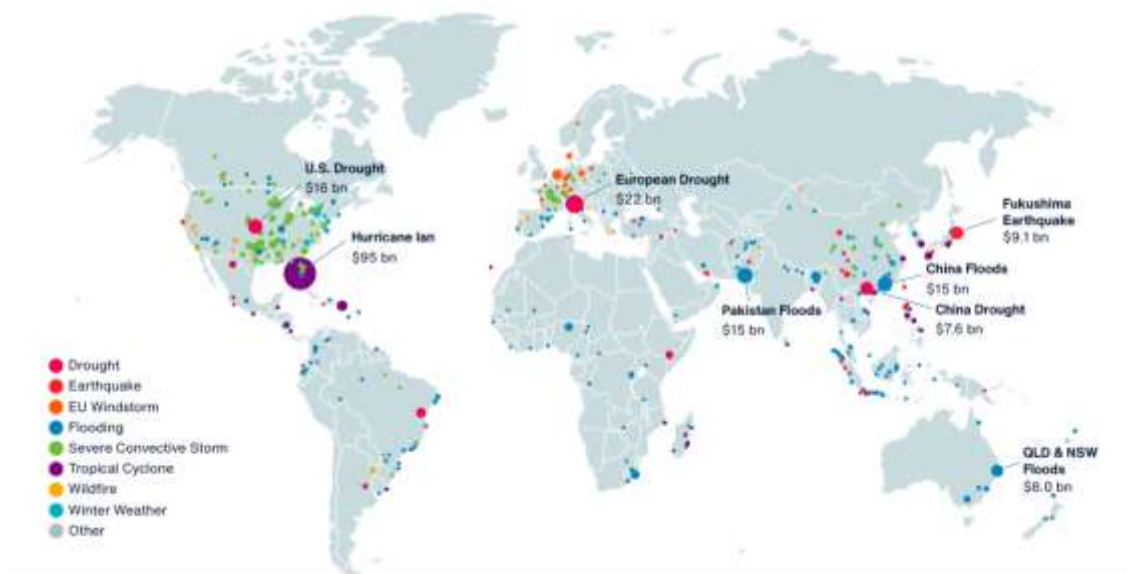 U.S. Drought
$16 bn
European Drought
$22 bn
Fukushima
Earthquake
$9.1 bn
Hurricane Ian
$95 bn
China Floods
$15 bn
Pakistan Floods
$15 bn
China Drought
$7.6 bn
Drought
Earthquake
EU Windstorm
Flooding
Severe Convective Storm
Tropical Cyclone
Wildfire
Winter Weather
Other
QLD & NSW
Floods
$8.0 bn